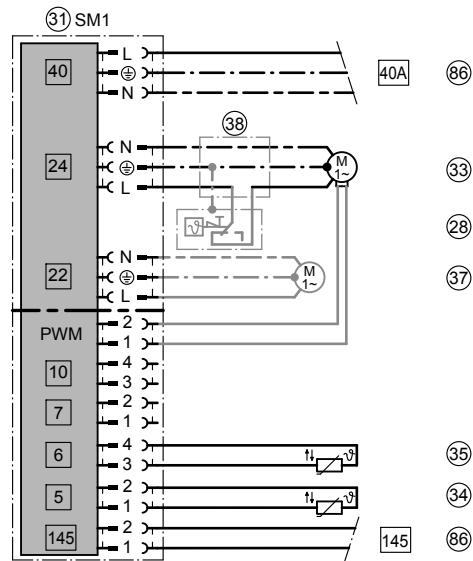 31 SM1
L
40 40A 86
N
38
N
24 M 1~ 33
L
ϑ 28
N
22 M 1~ 37
L
2
PWM 1
4
10 3
2
7 1
4
6 3 ϑ 35
2
5 1 ϑ 34
2
145 1 145 86